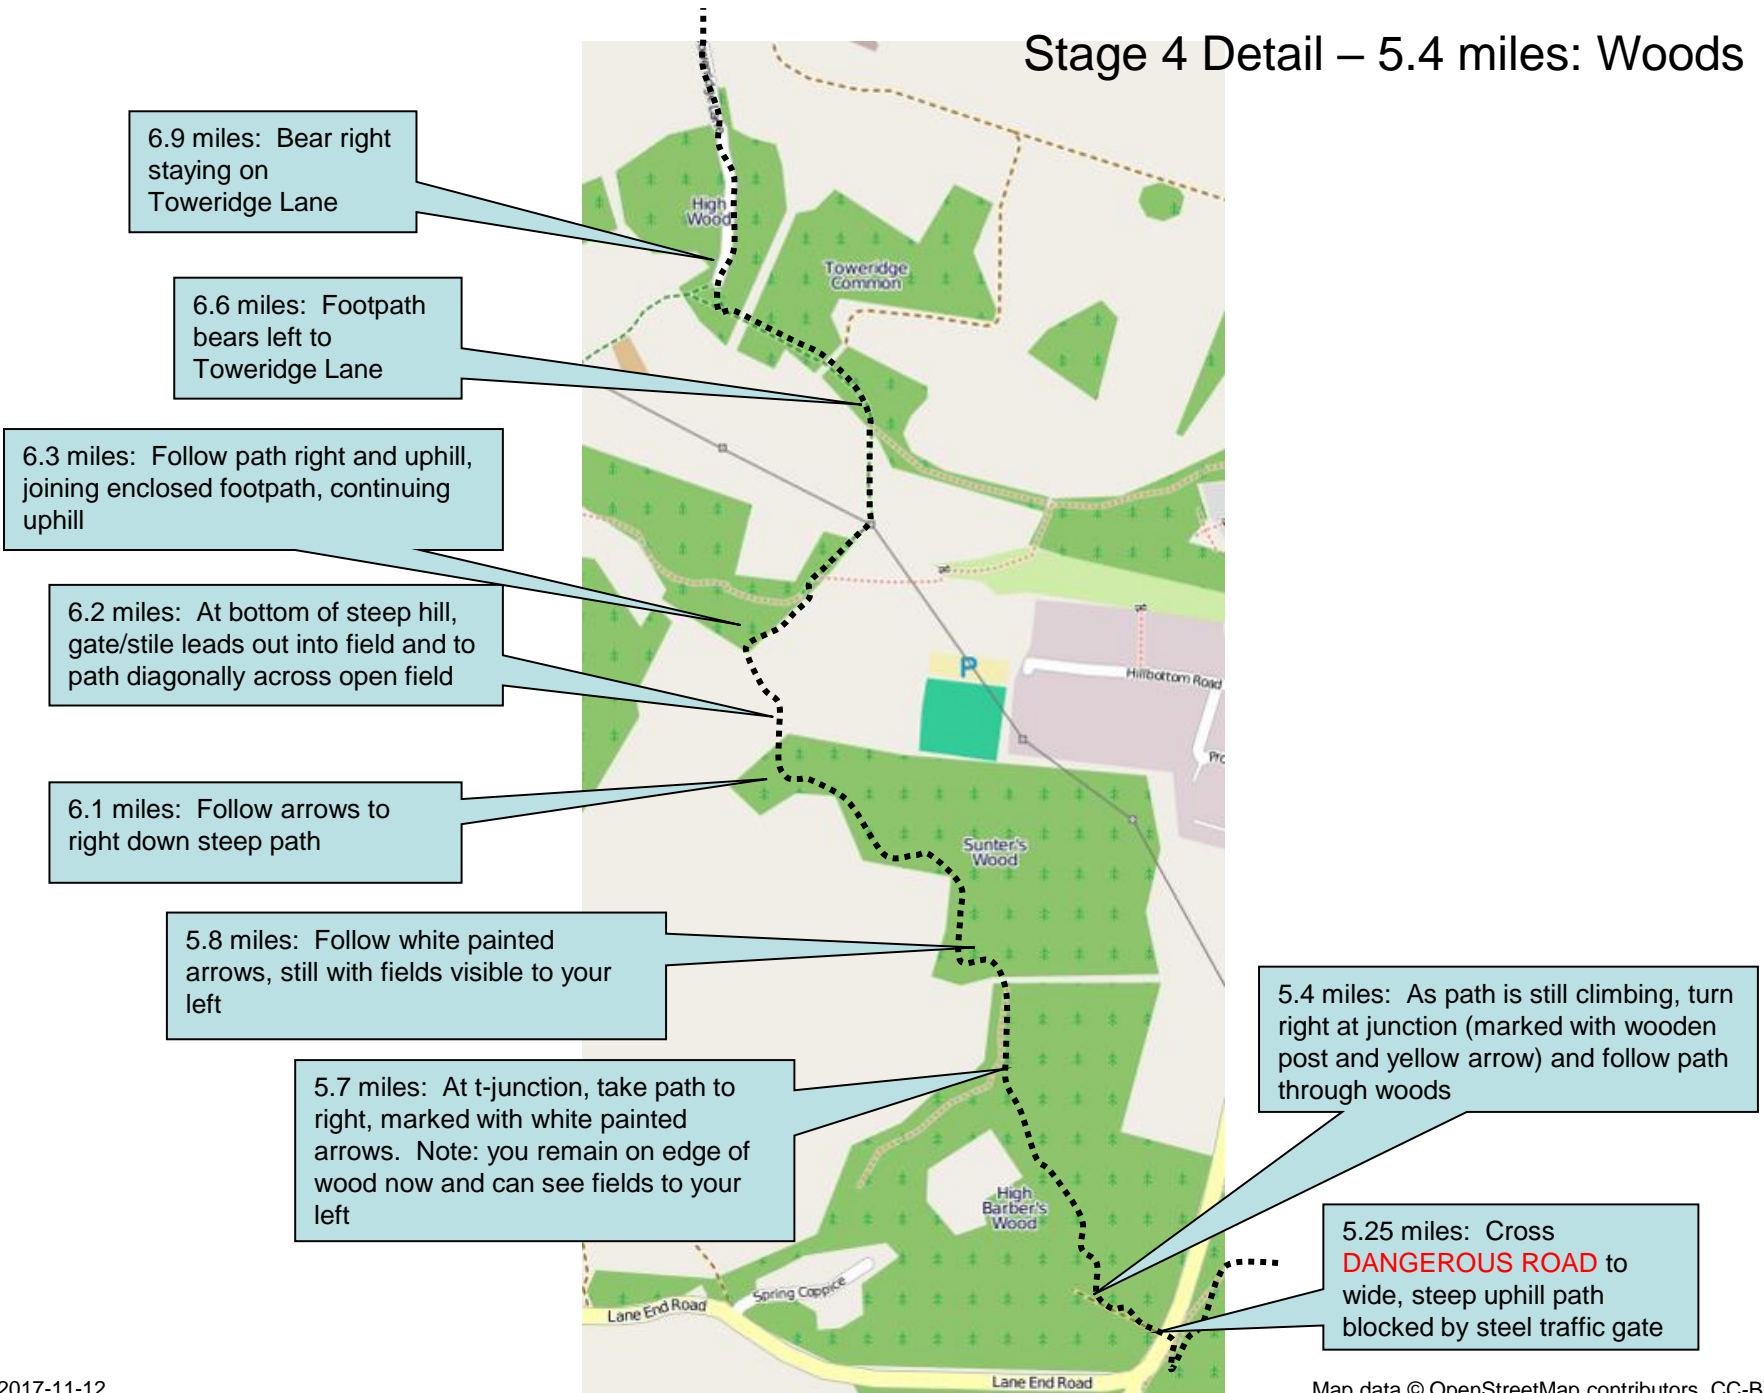 Stage 4 Detail – 5.4 miles: Woods
6.9 miles: Bear right
staying on
Toweridge Lane
High
Wood
Toweridge
Common
6.6 miles: Footpath
bears left to
Toweridge Lane
6.3 miles: Follow path right and uphill,
joining enclosed footpath, continuing
uphill
6.2 miles: At bottom of steep hill,
gate/stile leads out into field and to
path diagonally across open field
P
Hillbottom Road
6.1 miles: Follow arrows to
right down steep path
Sunter's
Wood
5.8 miles: Follow white painted
arrows, still with fields visible to your
left
5.4 miles: As path is still climbing, turn
right at junction (marked with wooden
post and yellow arrow) and follow path
through woods
5.7 miles: At t-junction, take path to
right, marked with white painted
arrows. Note: you remain on edge of
wood now and can see fields to your
left
High
Barber's
Wood
5.25 miles: Cross
DANGEROUS ROAD to
wide, steep uphill path
blocked by steel traffic gate
Spring Coppice
Lane End Road
Lane End Road
2017-11-12
Map data © OpenStreetMap contributors, CC-B